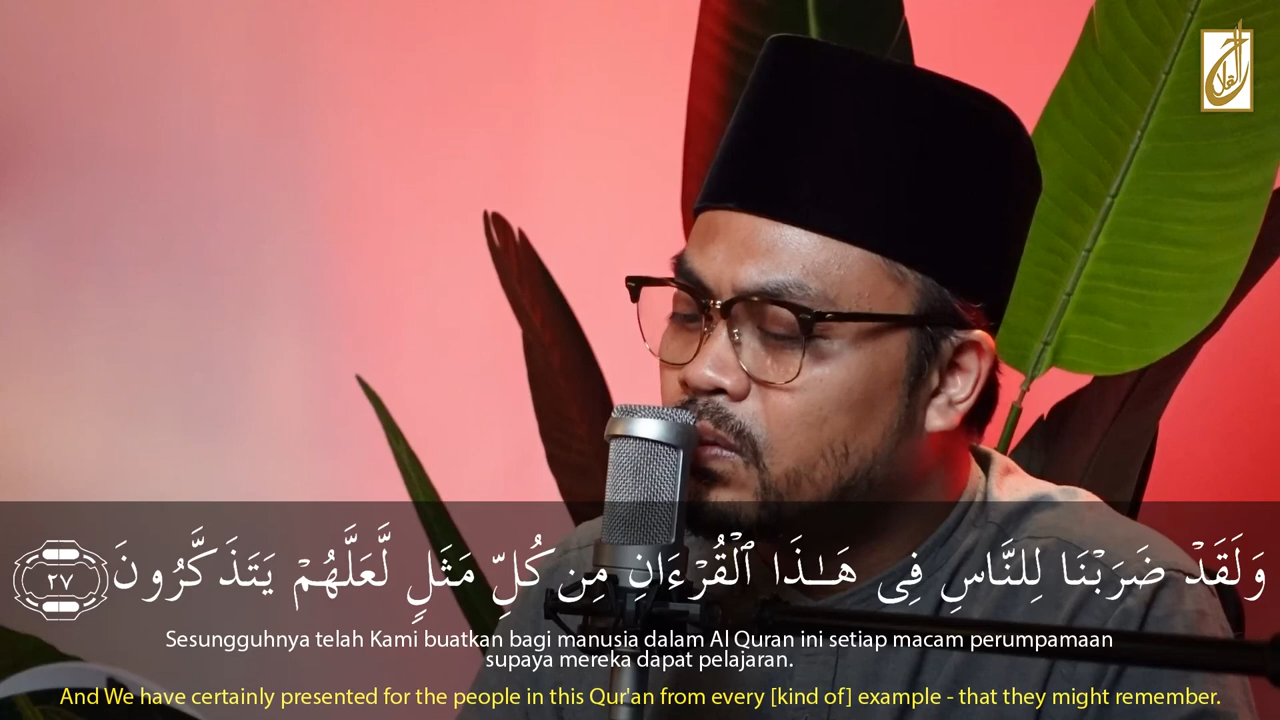 العلاج
وَلَقَدْ ضَرَبْنَا لِلنَّاسِ فِى هَـٰذَا ٱلْقُرْءَانِ مِن كُلِّ مَثَلٍ لَّعَلَّهُمْ يَتَذَكَّرُونَ ٢٧
Sesungguhnya telah Kami buatkan bagi manusia dalam Al Quran ini setiap macam perumpamaan
supaya mereka dapat pelajaran.
And We have certainly presented for the people in this Qur'an from every [kind of] example - that they might remember.